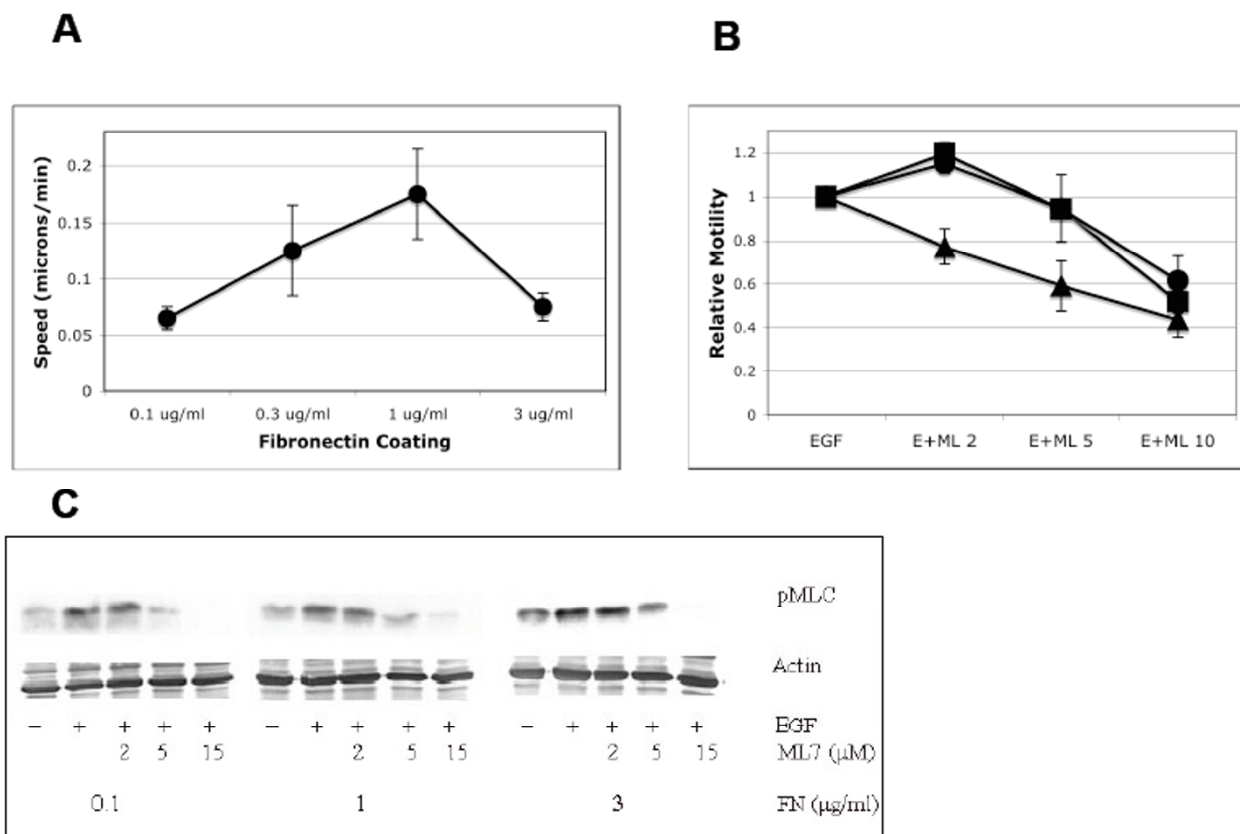 A
B
Speed (microns/min)
0.2
0.15
0.1
0.05
0
0.1 ug/ml 0.3 ug/ml 1 ug/ml 3 ug/ml
Fibronectin Coating
Relative Motility
1.2
1
0.8
0.6
0.4
0.2
0
EGF E+ML 2 E+ML 5 E+ML 10
C
pMLC
Actin
− + + + + − + + + + − + + + + EGF
2 5 15 2 5 15 2 5 15 ML7 (μM)
0.1 1 3 FN (μg/ml)